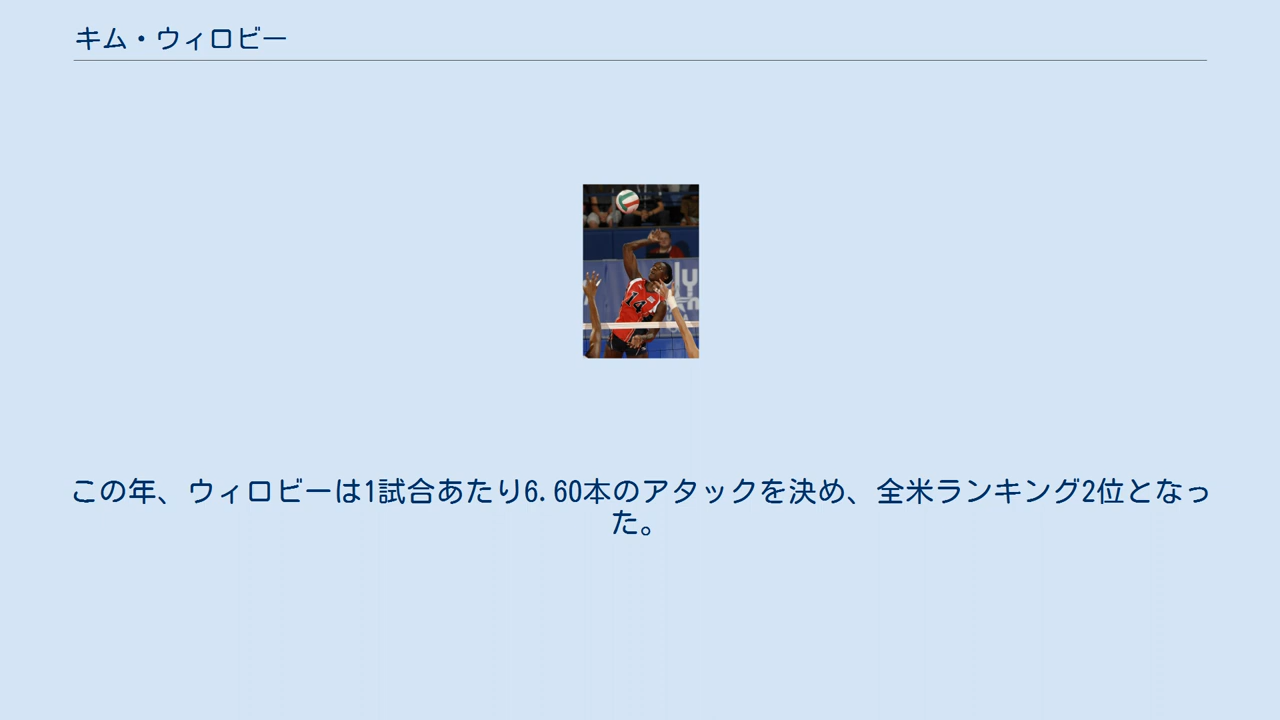 キム・ウィロビー
14
この年、ウィロビーは1試合あたり6.60本のアタックを決め、全米ランキング2位となっ
た。